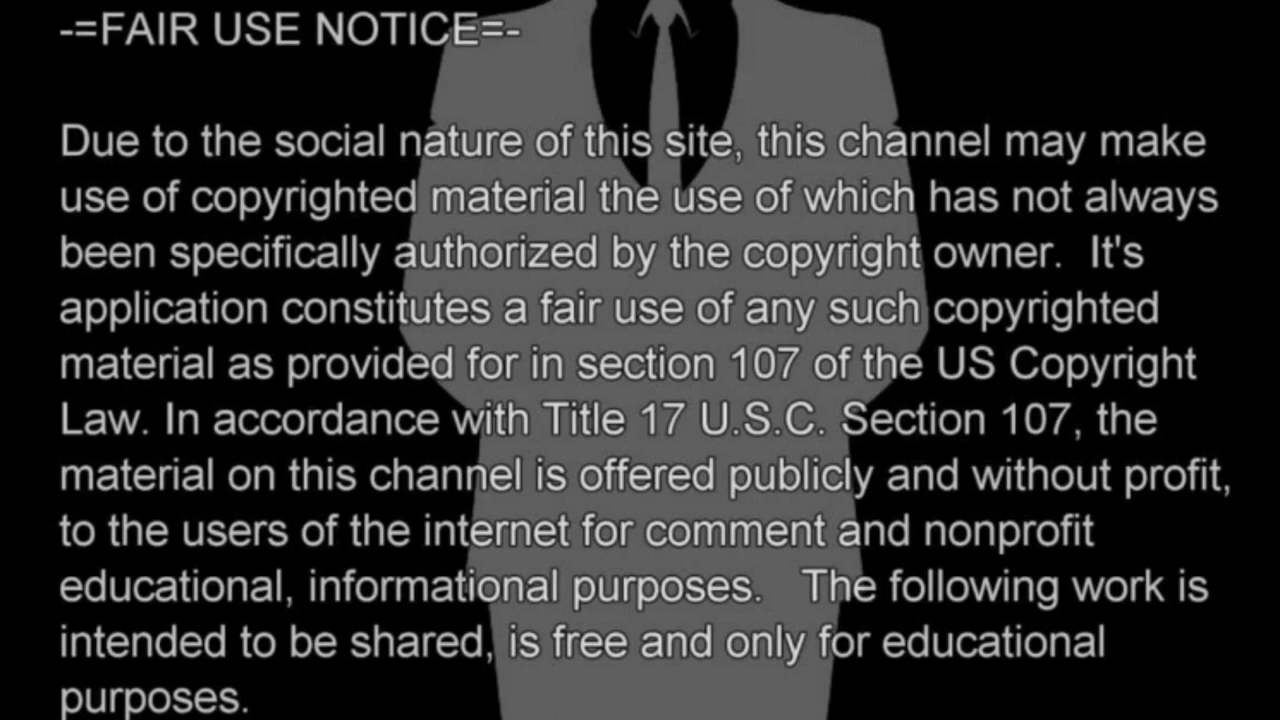 -=FAIR USE NOTICE=-
Due to the social nature of this site, this channel may make
use of copyrighted material the use of which has not always
been specifically authorized by the copyright owner.  It's
application constitutes a fair use of any such copyrighted
material as provided for in section 107 of the US Copyright
Law. In accordance with Title 17 U.S.C. Section 107, the
material on this channel is offered publicly and without profit,
to the users of the internet for comment and nonprofit
educational, informational purposes.   The following work is
intended to be shared, is free and only for educational
purposes.